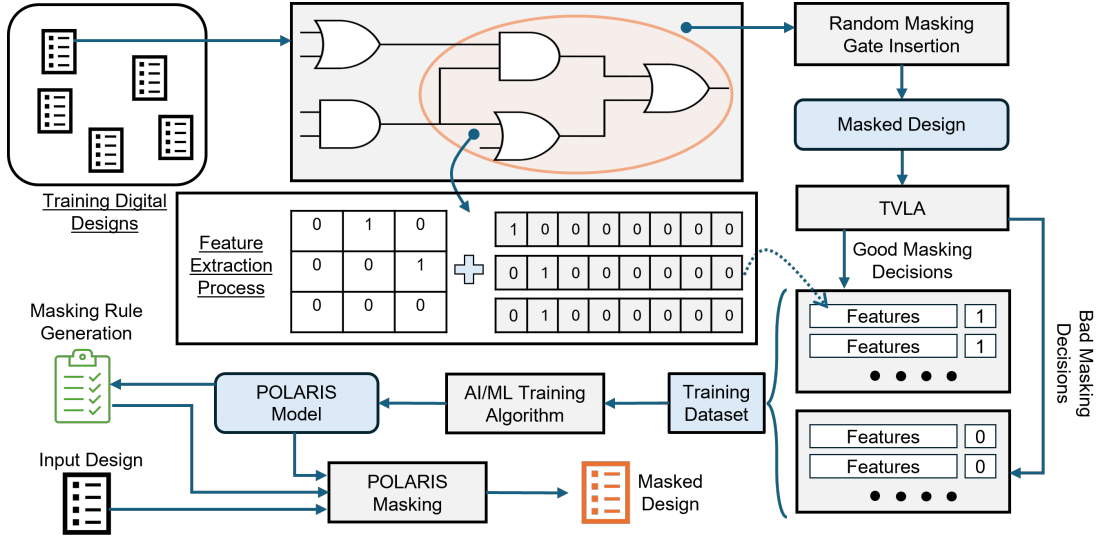 Random Masking
Gate Insertion
Masked Design
TVLA
Training Digital
Designs
Good Masking
Decisions
Bad Masking
Decisions
Feature
Extraction
Process
0 1 0
0 0 1
0 0 0
1 0 0 0 0 0 0 0
0 1 0 0 0 0 0 0
0 1 0 0 0 0 0 0
Features 1
Features 1
Features 0
Features 0
Masking Rule
Generation
POLARIS
Model
AI/ML Training
Algorithm
Training
Dataset
Input Design
POLARIS
Masking
Masked
Design